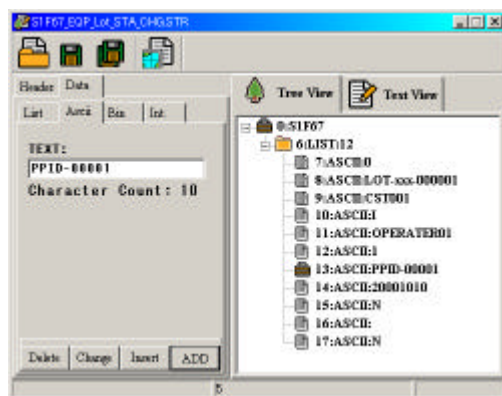 S1F67_EQP_Lot_STA_CHG.STR
Header Data
List Ascii Bin Int
TEXT:
PPID-00001
Character Count: 10
Delete Change Insert ADD
Tree View Text View
0:S1F67
6:LIST:12
7:ASCII:0
8:ASCII:LOT-xxx-000001
9:ASCII:CST001
10:ASCII:I
11:ASCII:OPERATER01
12:ASCII:1
13:ASCII:PPID-00001
14:ASCII:20001010
15:ASCII:N
16:ASCII:
17:ASCII:N
5